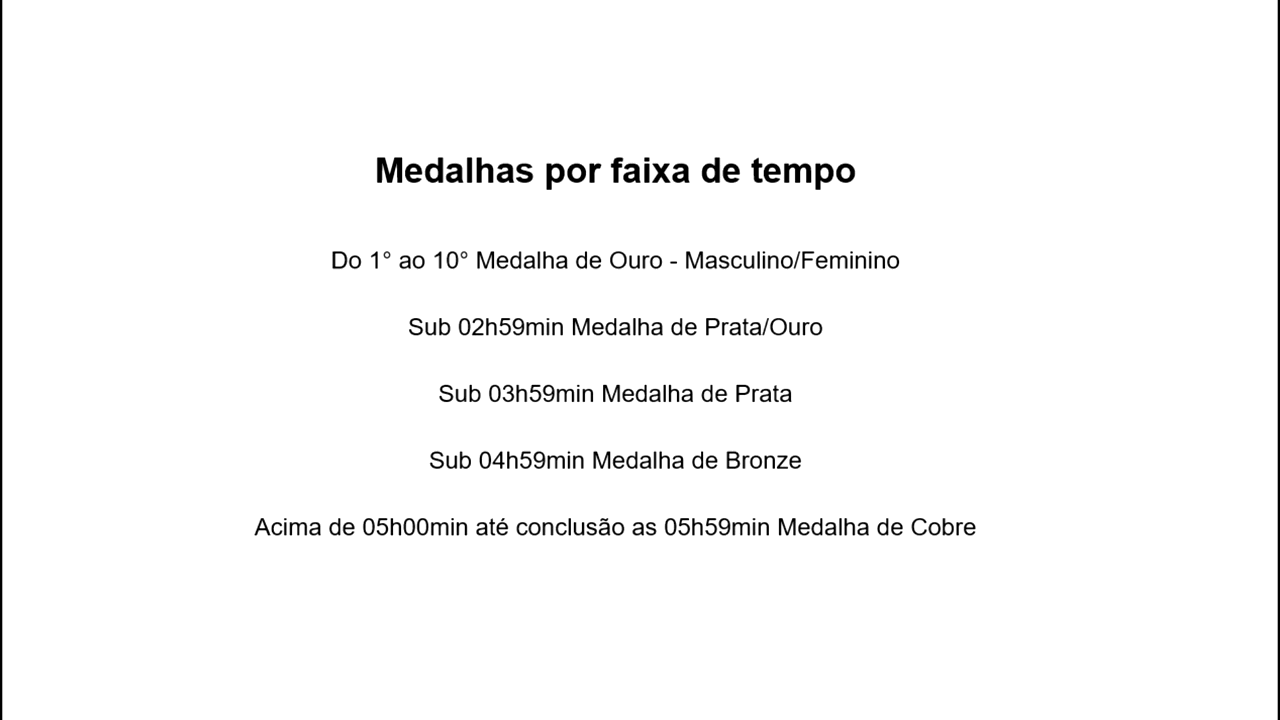 Medalhas por faixa de tempo
Do 1° ao 10° Medalha de Ouro - Masculino/Feminino
Sub 02h59min Medalha de Prata/Ouro
Sub 03h59min Medalha de Prata
Sub 04h59min Medalha de Bronze
Acima de 05h00min até conclusão as 05h59min Medalha de Cobre